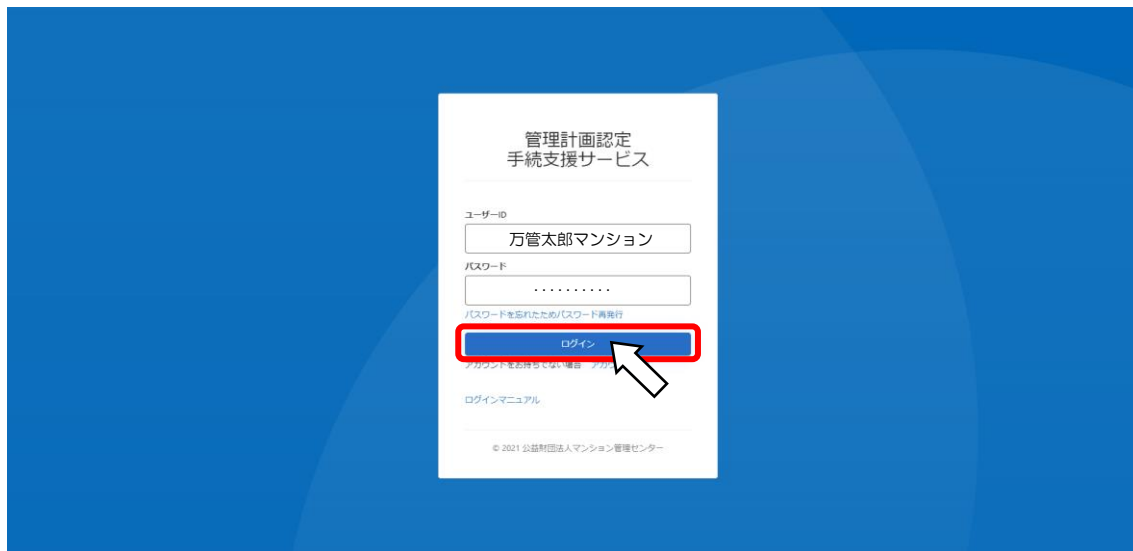 管理計画認定
手続支援サービス
ユーザーID
万管太郎マンション
パスワード
‥‥‥‥‥
パスワードを忘れたためパスワード再発行
ログイン
アカウントをお持ちでない場合
ログインマニュアル
© 2021 公益財団法人マンション管理センター